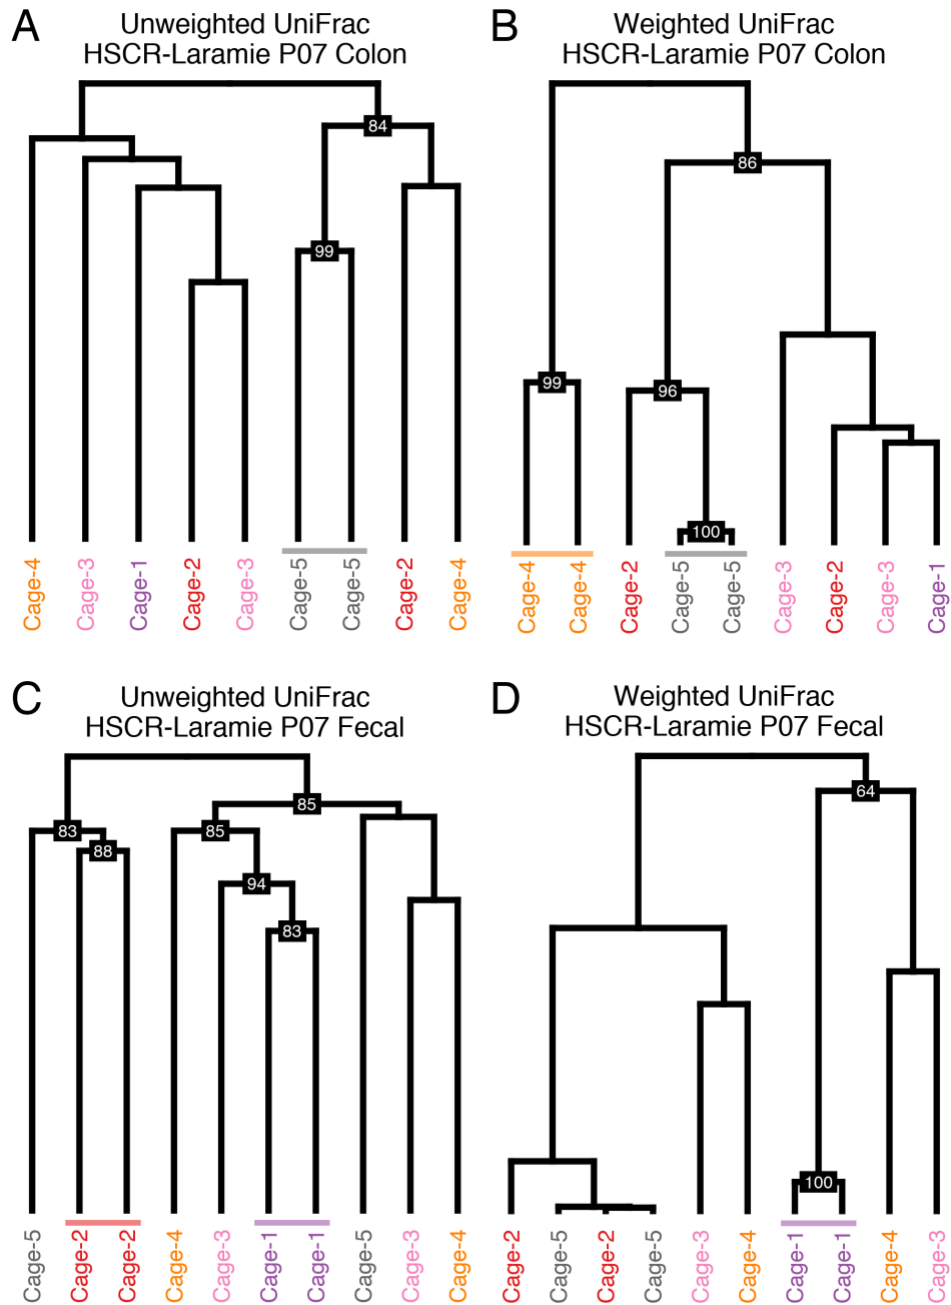 A
Unweighted UniFrac
HSCR-Laramie P07 Colon
84
99
Cage-4
Cage-3
Cage-1
Cage-2
Cage-3
Cage-5
Cage-5
Cage-2
Cage-4
B
Weighted UniFrac
HSCR-Laramie P07 Colon
86
99
96
100
Cage-4
Cage-4
Cage-2
Cage-5
Cage-5
Cage-3
Cage-2
Cage-3
Cage-1
C
Unweighted UniFrac
HSCR-Laramie P07 Fecal
85
83
85
88
94
83
Cage-5
Cage-2
Cage-2
Cage-4
Cage-3
Cage-1
Cage-1
Cage-5
Cage-3
Cage-4
D
Weighted UniFrac
HSCR-Laramie P07 Fecal
64
100
Cage-2
Cage-5
Cage-2
Cage-5
Cage-3
Cage-4
Cage-1
Cage-1
Cage-4
Cage-3